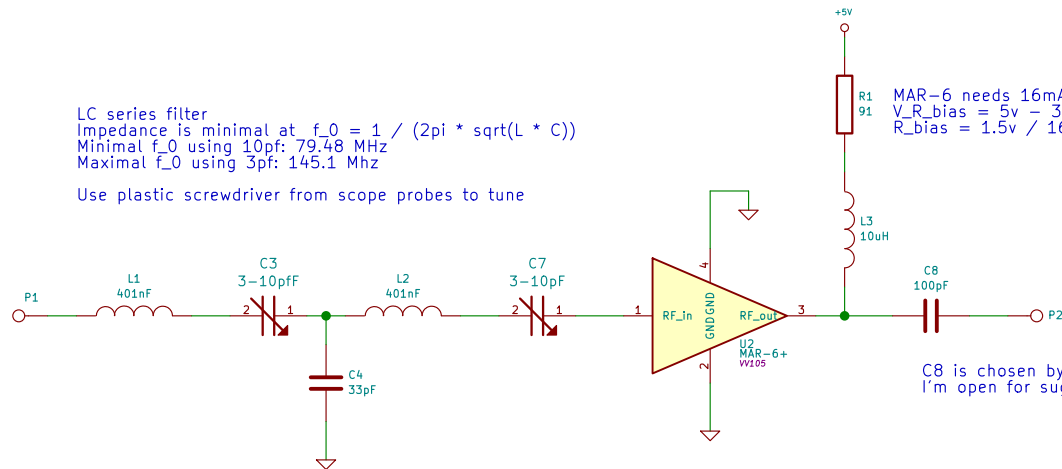 +5V
R1
91
MAR-6 needs 16mA
V_R_bias = 5v - 3
R_bias = 1.5v / 16
LC series filter
Impedance is minimal at f_0 = 1 / (2pi * sqrt(L * C))
Minimal f_0 using 10pf: 79.48 MHz
Maximal f_0 using 3pf: 145.1 Mhz
Use plastic screwdriver from scope probes to tune
L3
10uH
P1
L1
401nF
C3
3-10pfF
2 1
L2
401nF
C7
3-10pF
2 1
1
RF_in
4
GND
GND
2
RF_out
3
U2
MAR-6+
VV105
C8
100pF
P2
C4
33pF
C8 is chosen by
I'm open for sug